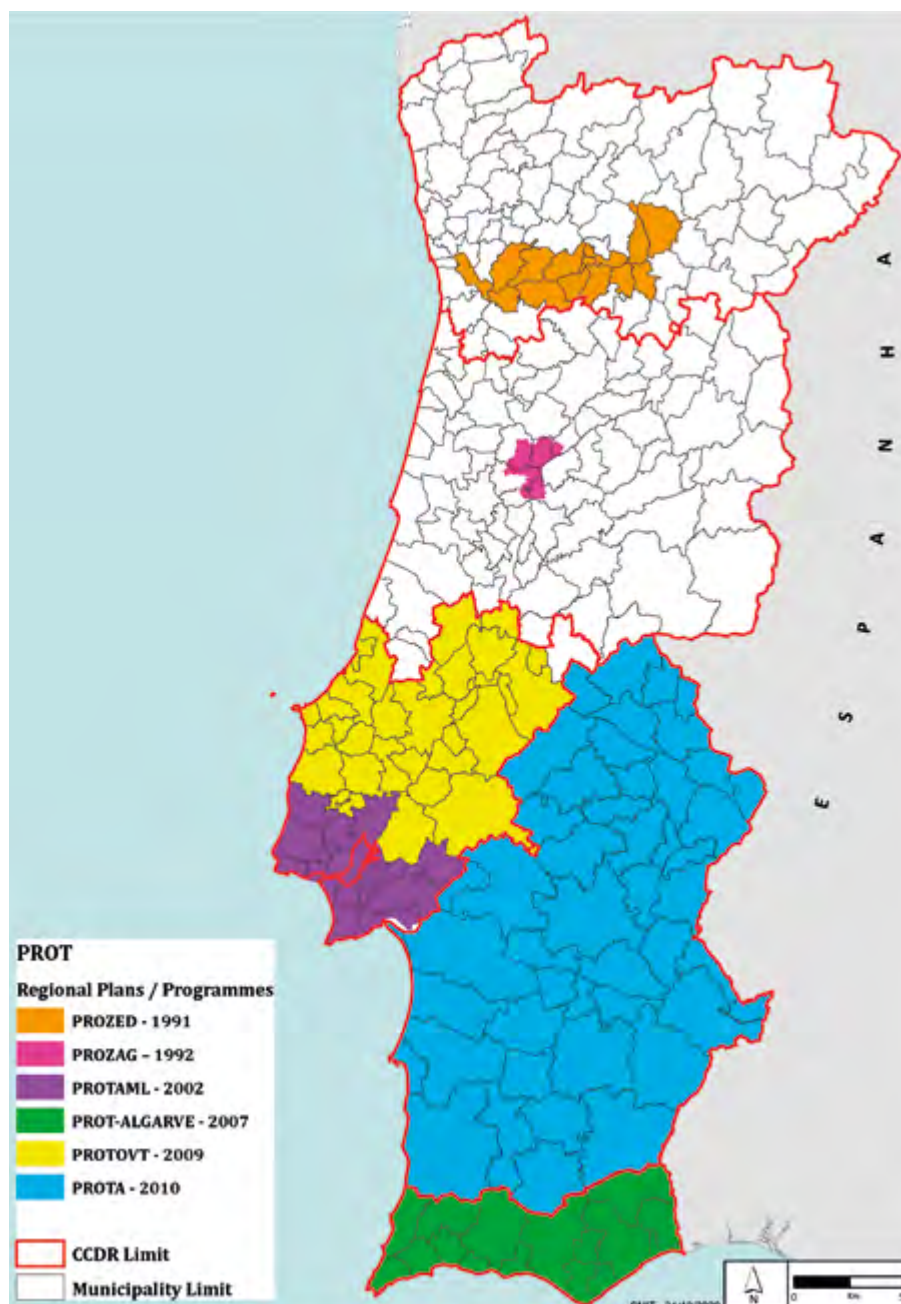 A
H
N
A
P
S
E
PROT
Regional Plans / Programmes
PROZED - 1991
PROZAG – 1992
PROTAML - 2002
PROT-ALGARVE - 2007
PROTOVT - 2009
PROTA - 2010
CCDR Limit
Municipality Limit
N
0
Km